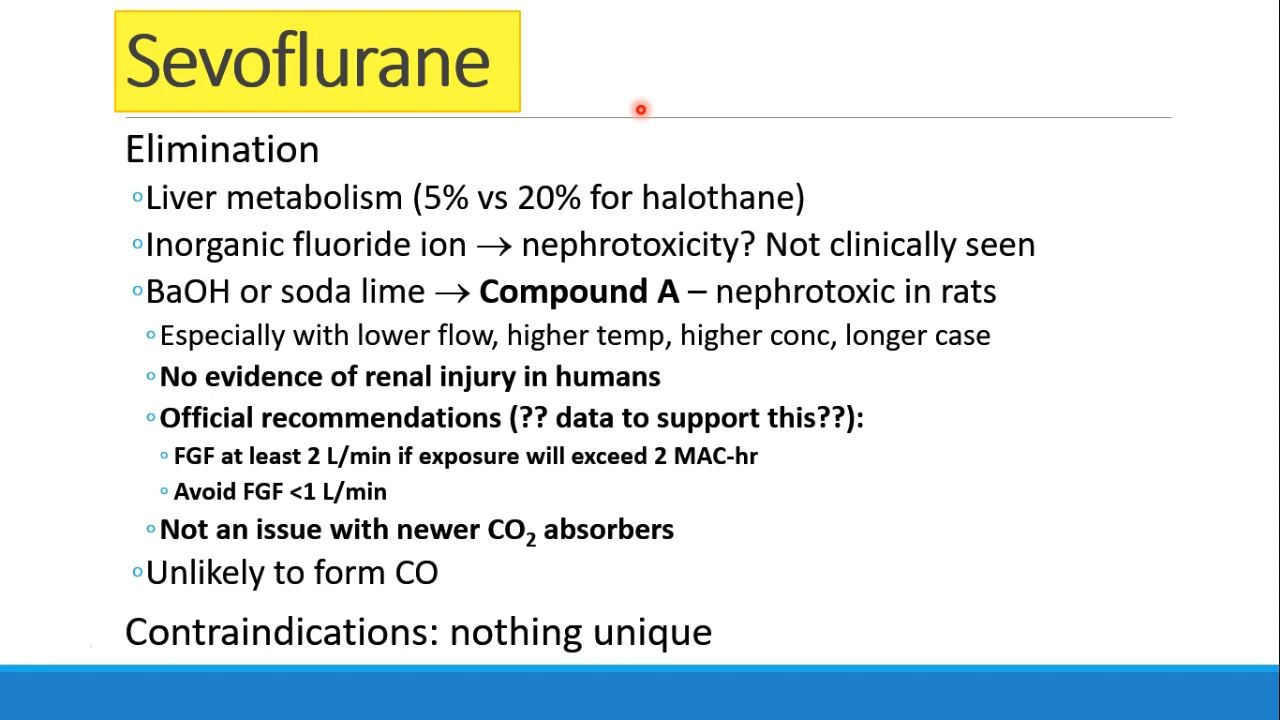 Sevoflurane
Elimination
◦Liver metabolism (5% vs 20% for halothane)
◦Inorganic fluoride ion → nephrotoxicity? Not clinically seen
◦BaOH or soda lime → Compound A – nephrotoxic in rats
◦Especially with lower flow, higher temp, higher conc, longer case
◦No evidence of renal injury in humans
◦Official recommendations (?? data to support this??):
◦FGF at least 2 L/min if exposure will exceed 2 MAC-hr
◦Avoid FGF <1 L/min
◦Not an issue with newer CO₂ absorbers
◦Unlikely to form CO
Contraindications: nothing unique